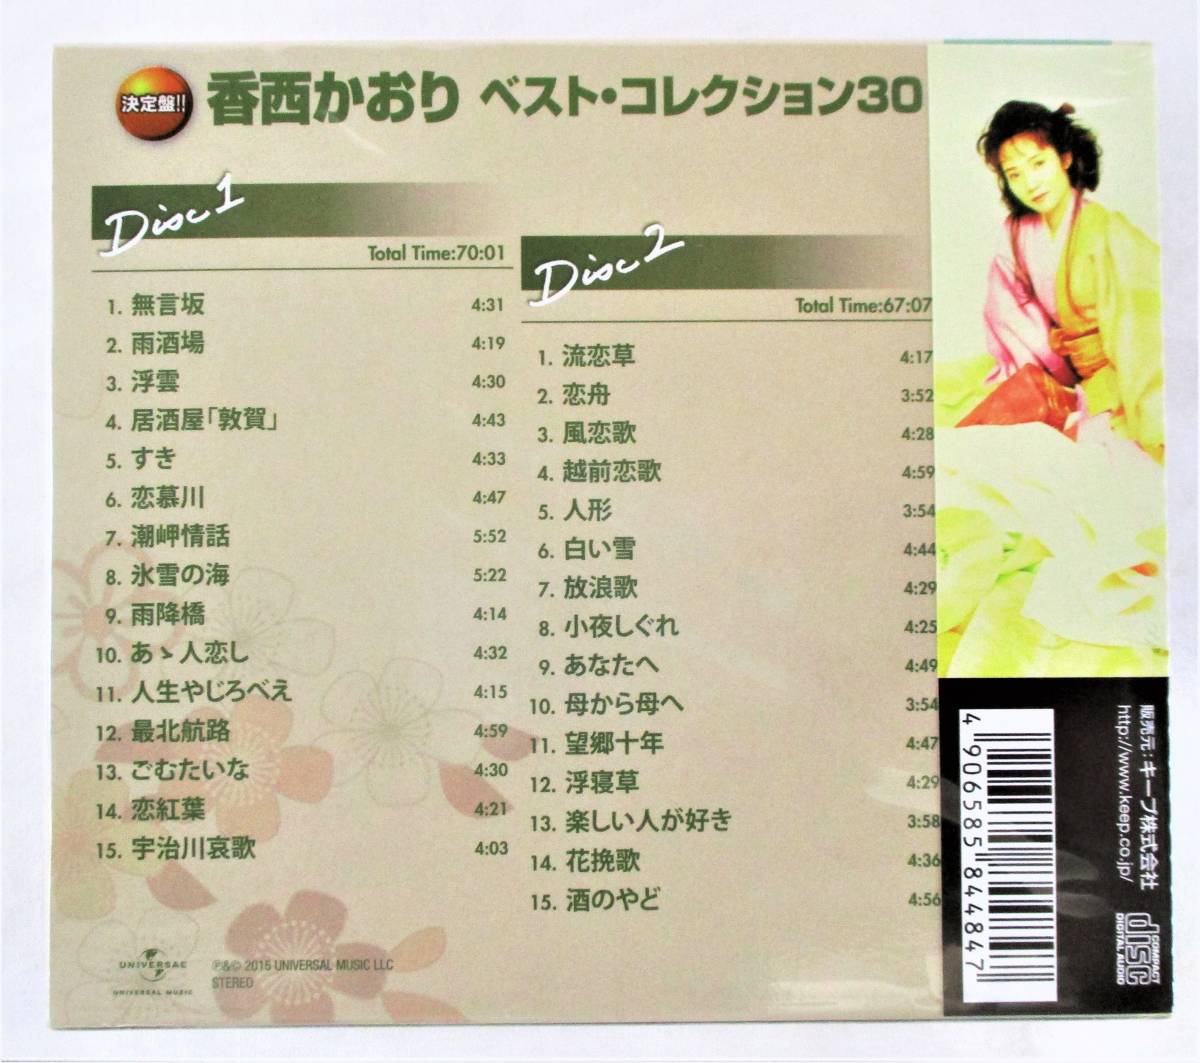 決定盤!!
香西かおり ベスト・コレクション30
Disc1
Total Time:70:01
1. 無言坂 4:31
2. 雨酒場 4:19
3. 浮雲 4:30
4. 居酒屋「敦賀」 4:43
5. すき 4:33
6. 恋慕川 4:47
7. 潮岬情話 5:52
8. 氷雪の海 5:22
9. 雨降橋 4:14
10. あゝ人恋し 4:32
11. 人生やじろべえ 4:15
12. 最北航路 4:59
13. ごむたいな 4:30
14. 恋紅葉 4:21
15. 宇治川哀歌 4:03
Disc2
Total Time:67:07
1. 流恋草 4:17
2. 恋舟 3:52
3. 風恋歌 4:28
4. 越前恋歌 4:59
5. 人形 3:54
6. 白い雪 4:44
7. 放浪歌 4:29
8. 小夜しぐれ 4:25
9. あなたへ 4:49
10. 母から母へ 3:54
11. 望郷十年 4:47
12. 浮寝草 4:29
13. 楽しい人が好き 3:58
14. 花挽歌 4:36
15. 酒のやど 4:56
UNIVERSAL
UNIVERSAL MUSIC
℗&© 2015 UNIVERSAL MUSIC LLC
STEREO
販売元：キープ株式会社
http://www.keep.co.jp/
4906585844847
COMPACT
disc
DIGITAL AUDIO